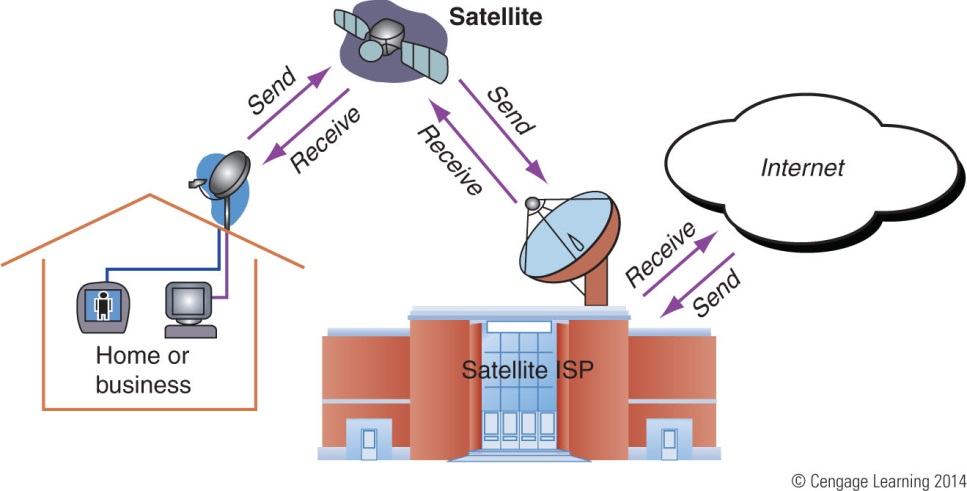 Satellite
Send
Receive
Send
Receive
Internet
Receive
Send
Home or
business
Satellite ISP
© Cengage Learning 2014